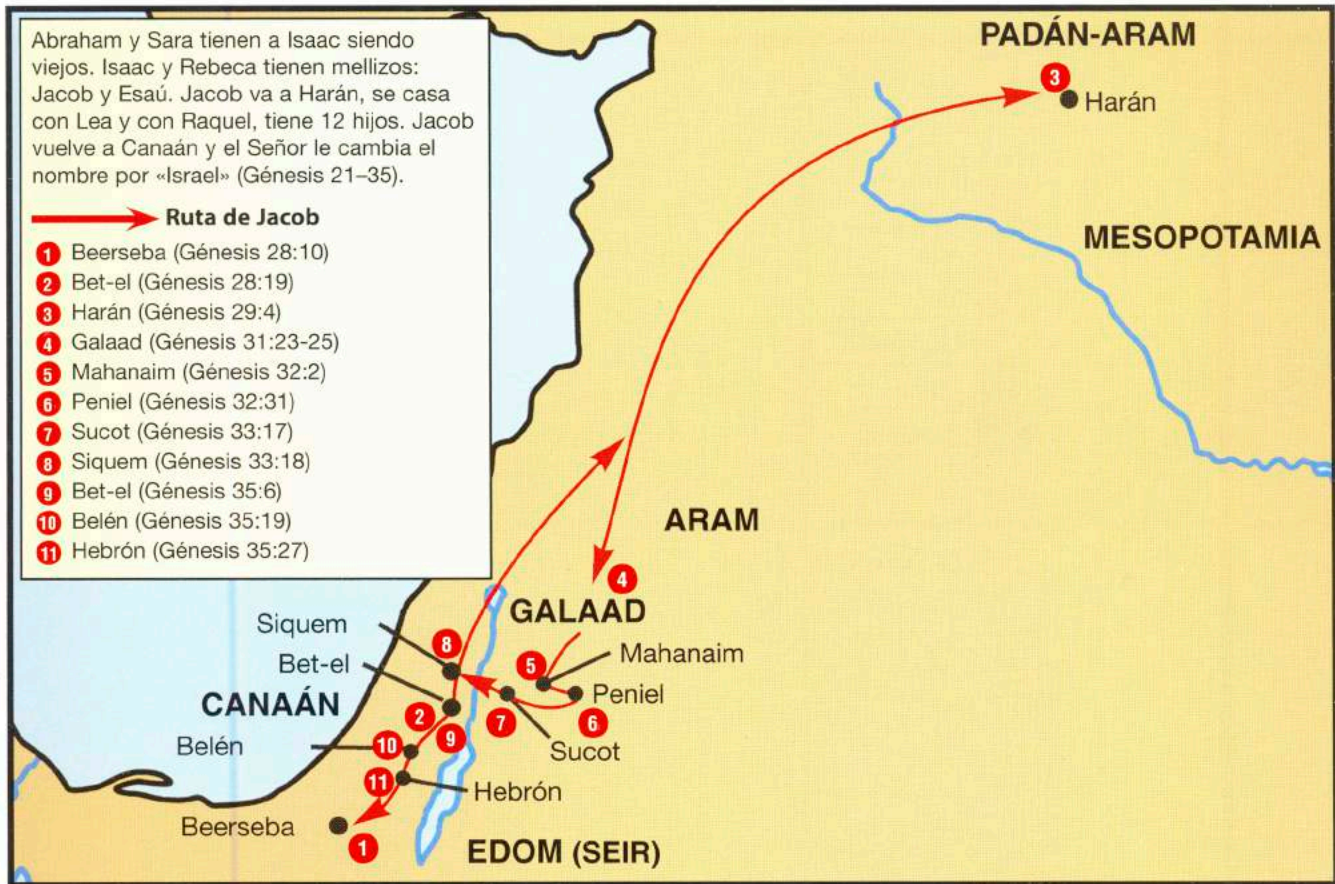 Abraham y Sara tienen a Isaac siendo
viejos. Isaac y Rebeca tienen mellizos:
Jacob y Esaú. Jacob va a Harán, se casa
con Lea y con Raquel, tiene 12 hijos. Jacob
vuelve a Canaán y el Señor le cambia el
nombre por «Israel» (Génesis 21–35).
Ruta de Jacob
1 Beerseba (Génesis 28:10)
2 Bet-el (Génesis 28:19)
3 Harán (Génesis 29:4)
4 Galaad (Génesis 31:23-25)
5 Mahanaim (Génesis 32:2)
6 Peniel (Génesis 32:31)
7 Sucot (Génesis 33:17)
8 Siquem (Génesis 33:18)
9 Bet-el (Génesis 35:6)
10 Belén (Génesis 35:19)
11 Hebrón (Génesis 35:27)
PADÁN-ARAM
3
Harán
MESOPOTAMIA
ARAM
4
GALAAD
Siquem
8
Mahanaim
5
Bet-el
Peniel
CANAÁN
2
9
7
6
Belén
10
Sucot
11
Hebrón
Beerseba
1
EDOM (SEIR)